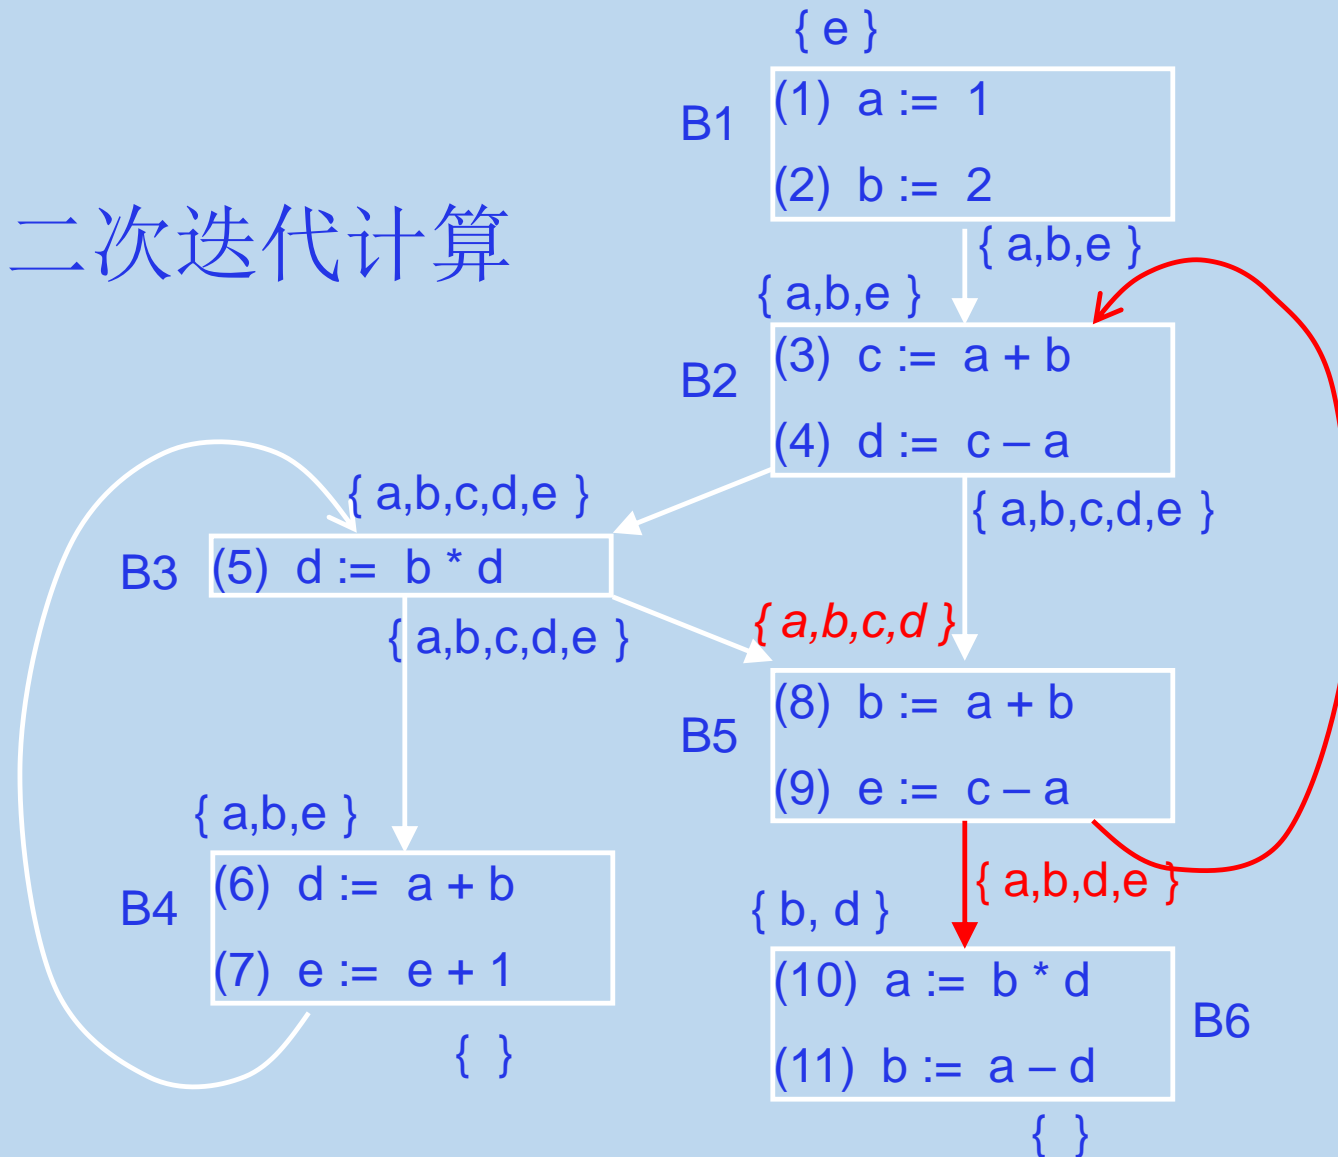 { e }
B1
(1) a := 1
(2) b := 2
二次迭代计算
{ a,b,e }
{ a,b,e }
B2
(3) c := a + b
(4) d := c – a
{ a,b,c,d,e }
{ a,b,c,d,e }
B3
(5) d := b * d
{ a,b,c,d,e }
{ a,b,c,d }
B5
(8) b := a + b
(9) e := c – a
{ a,b,e }
B4
(6) d := a + b
(7) e := e + 1
{ }
{ a,b,d,e }
{ b, d }
(10) a := b * d
(11) b := a – d
B6
{ }